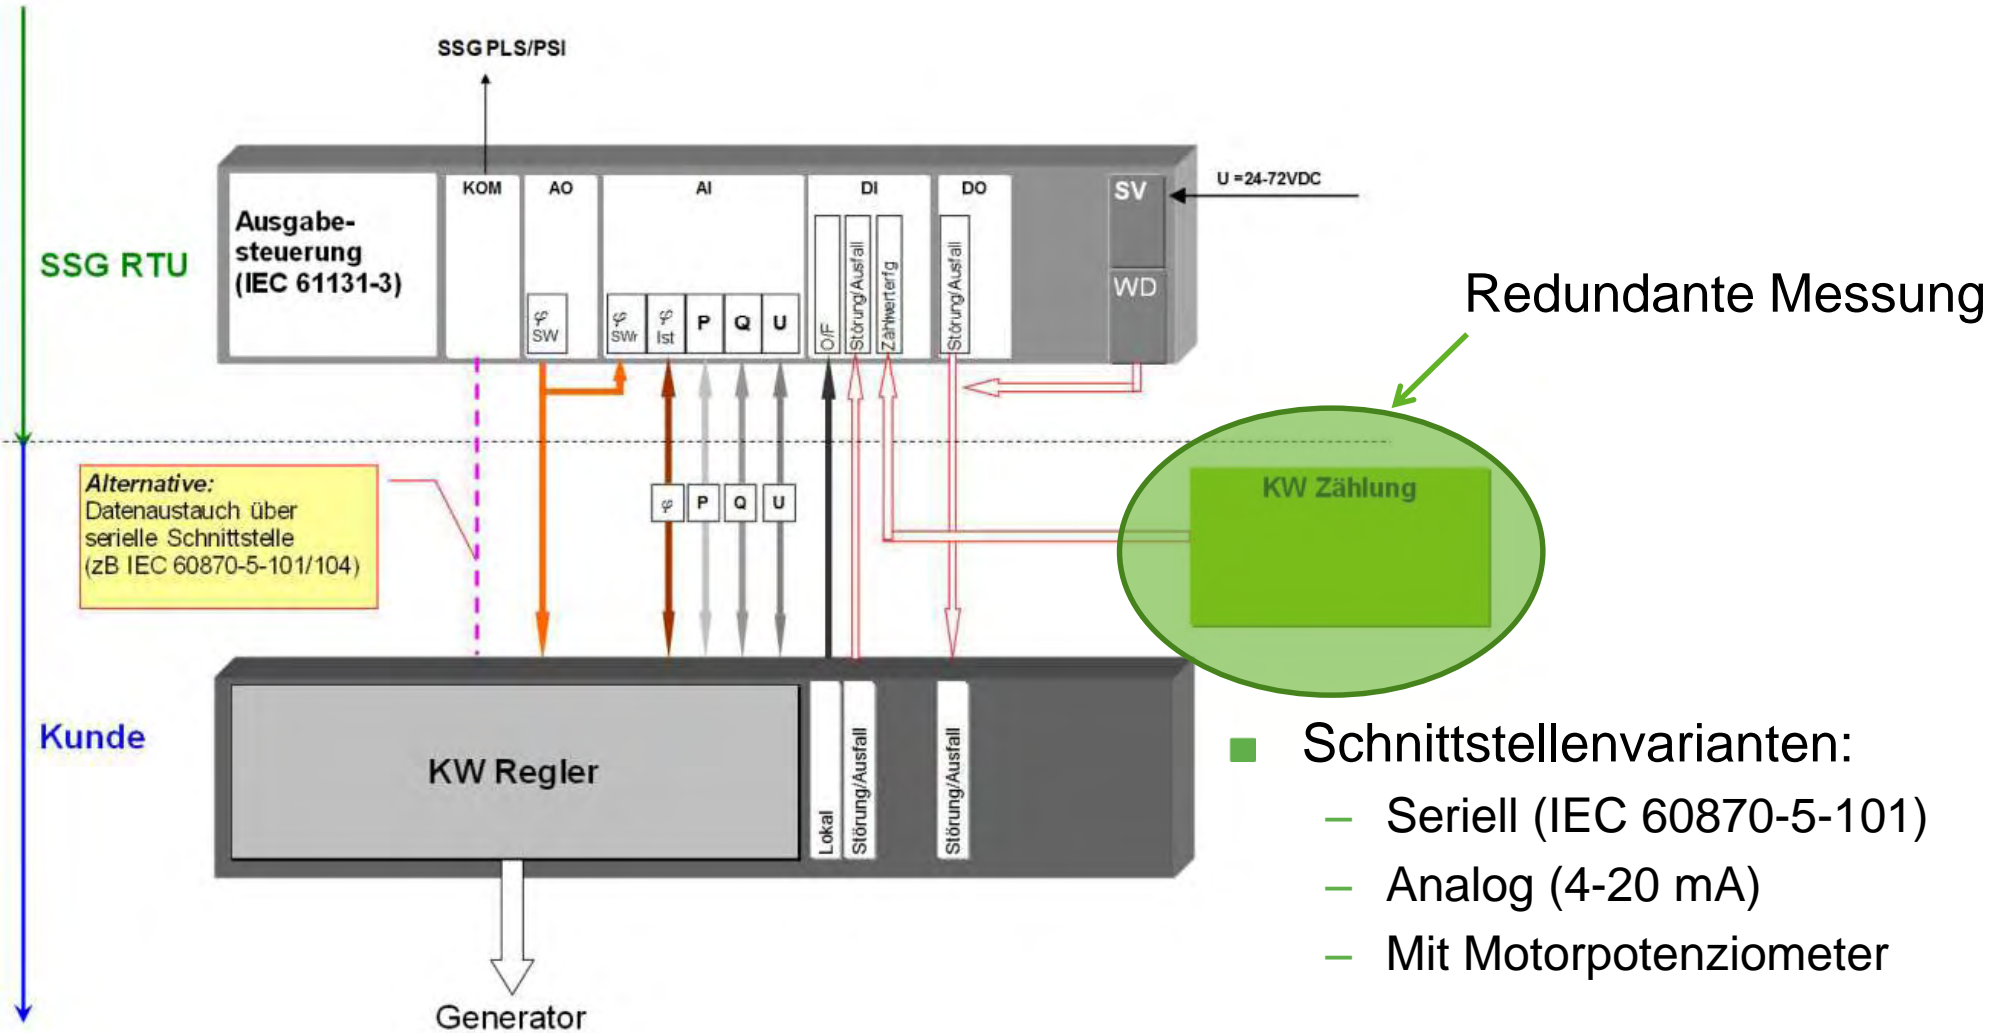 SSG PLS/PSI
KOM
AO
AI
DI
DO
SV
U =24-72VDC
Ausgabe-
steuerung
(IEC 61131-3)
SSG RTU
WD
φ
SW
φ
SWr
φ
Ist
P
Q
U
O/F
Störung/Ausfall
Zählwerterfg
Störung/Ausfall
Redundante Messung
Alternative:
Datenaustauch über
serielle Schnittstelle
(zB IEC 60870-5-101/104)
φ
P
Q
U
KW Zählung
Kunde
KW Regler
Lokal
Störung/Ausfall
Störung/Ausfall
Generator
Schnittstellenvarianten:
– Seriell (IEC 60870-5-101)
– Analog (4-20 mA)
– Mit Motorpotenziometer